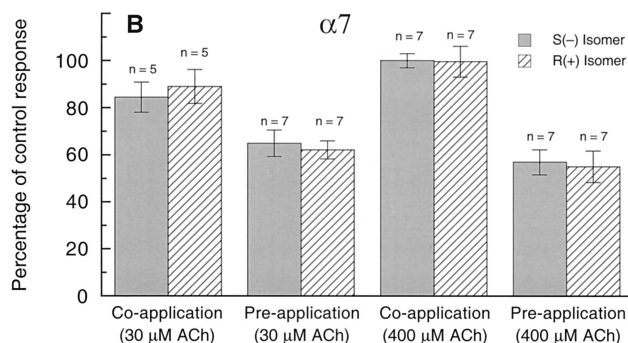 B
α7
S(−) Isomer
R(+) Isomer
Percentage of control response
100
80
60
40
20
0
n = 5
n = 5
n = 7
n = 7
n = 7
n = 7
n = 7
n = 7
Co-application
(30 μM ACh)
Pre-application
(30 μM ACh)
Co-application
(400 μM ACh)
Pre-application
(400 μM ACh)